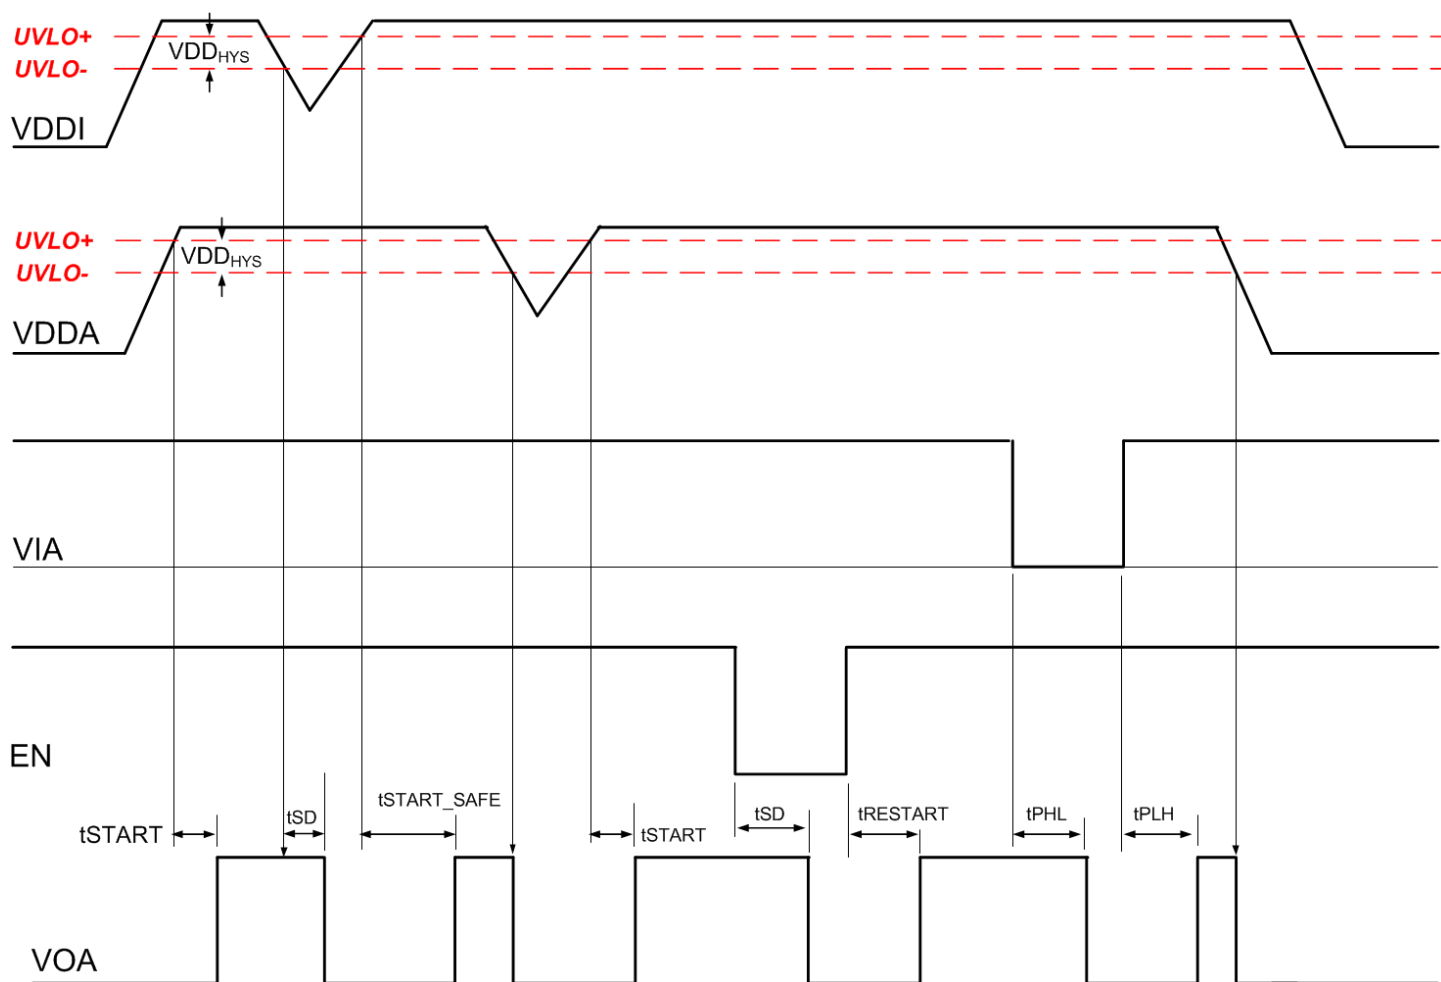 UVLO+
VDDHYS
UVLO-
VDDI
UVLO+
VDDHYS
UVLO-
VDDA
VIA
EN
tSTART
tSD
tSTART_SAFE
tSTART
tSD
tRESTART
tPHL
tPLH
VOA